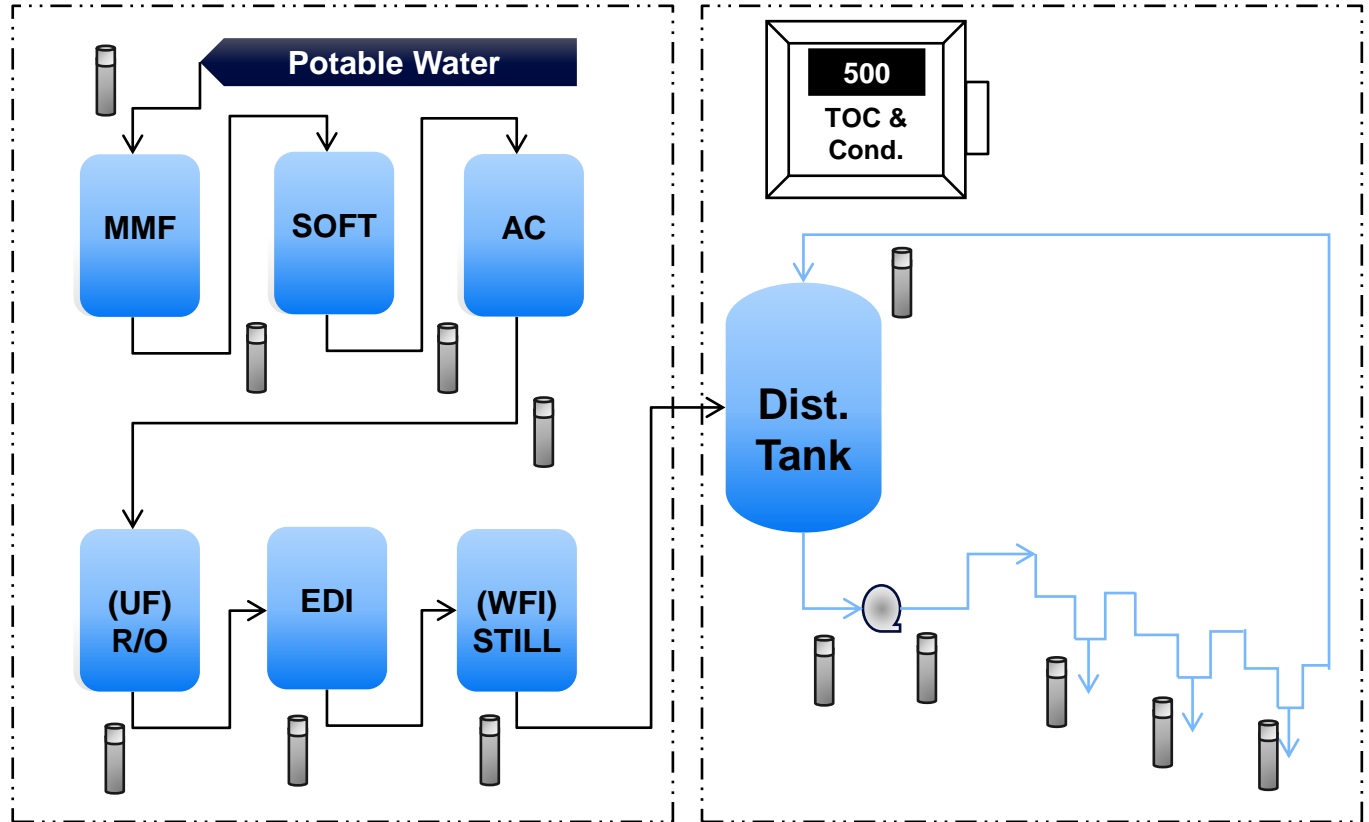 Potable Water
MMF
SOFT
AC
(UF)
R/O
EDI
(WFI)
STILL
500
TOC &
Cond.
Dist.
Tank